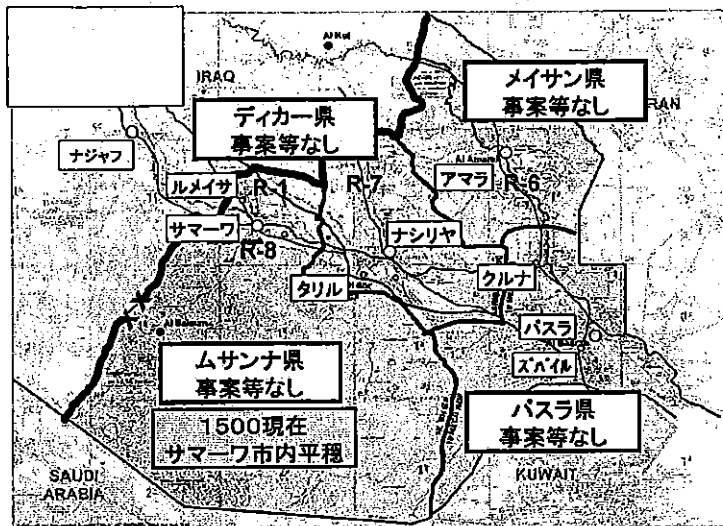 Al Kut
IRAQ
メイサン県
事案等なし
RAN
ディカー県
事案等なし
ナジャフ
ルメイサ
R-1
R-7
アマラ
R-6
サマーワ
R-8
ナシリヤ
タリル
クルナ
バスラ
ズバイル
ムサンナ県
事案等なし
1500現在
サマーワ市内平穏
バスラ県
事案等なし
SAUDI
ARABIA
KUWAIT